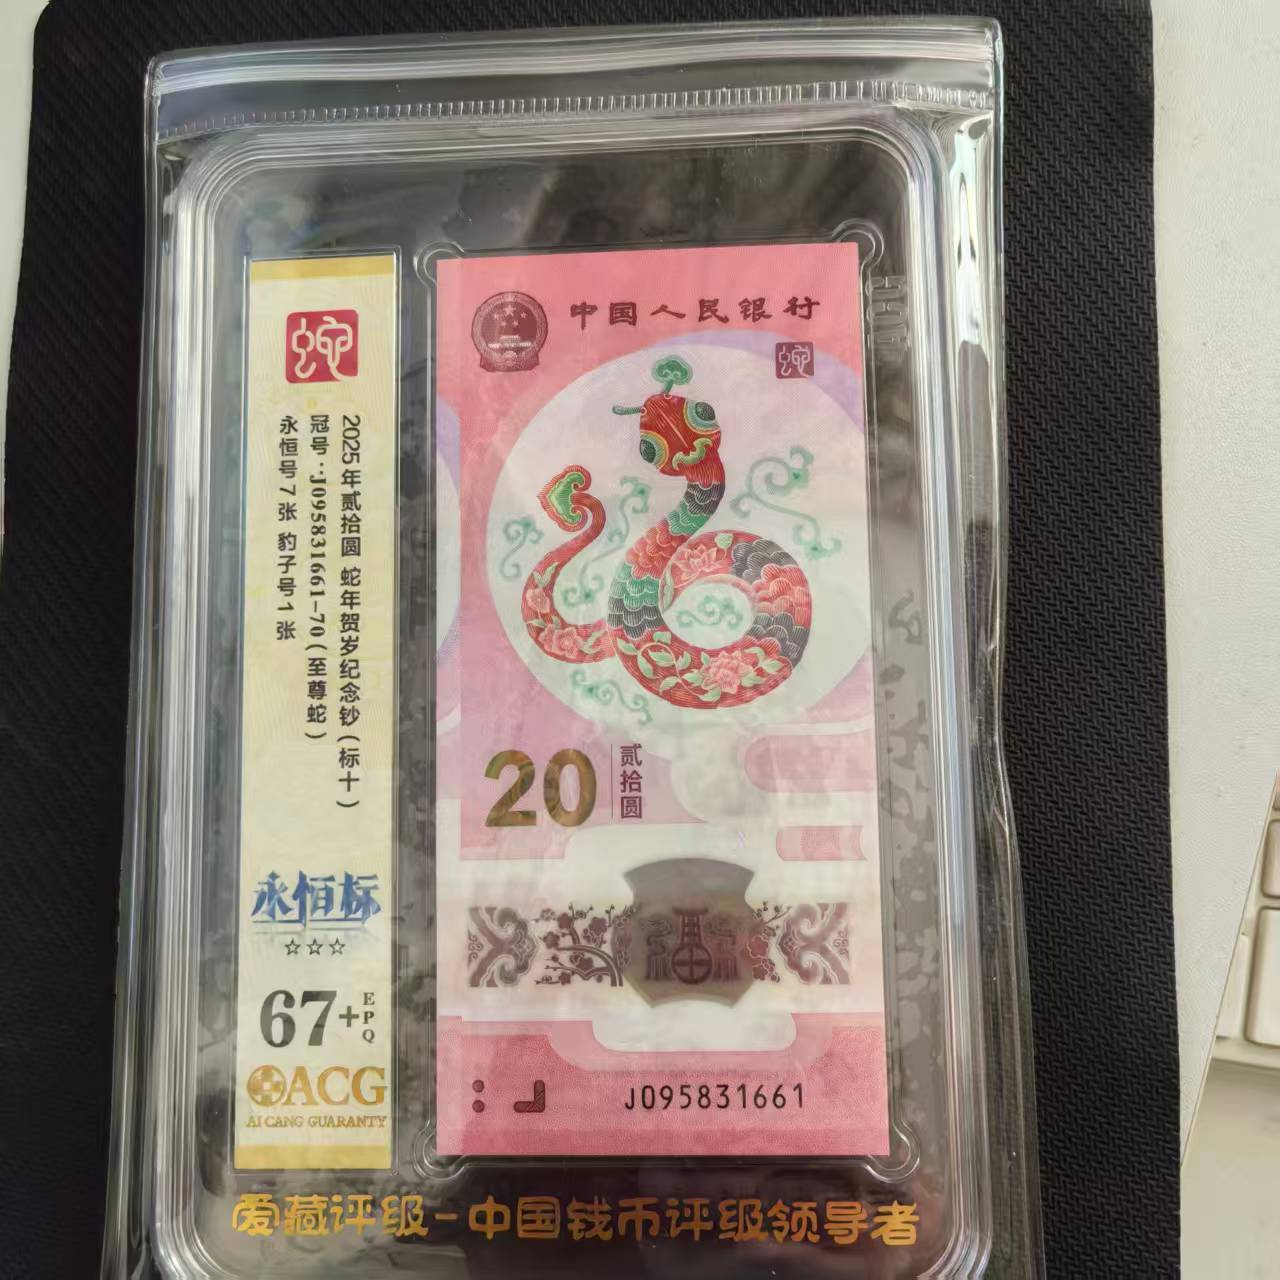 蛇
2025年贰拾圆 蛇年贺岁纪念钞(标十)
冠号:J095831661-70(至尊蛇)
永恒号7张 豹子号1张
永恒标
☆☆☆
67+EPQ
ACG
AI CANG GUARANTY
中国人民银行
蛇
20
贰拾圆
福
J095831661
爱藏评级-中国钱币评级领导者